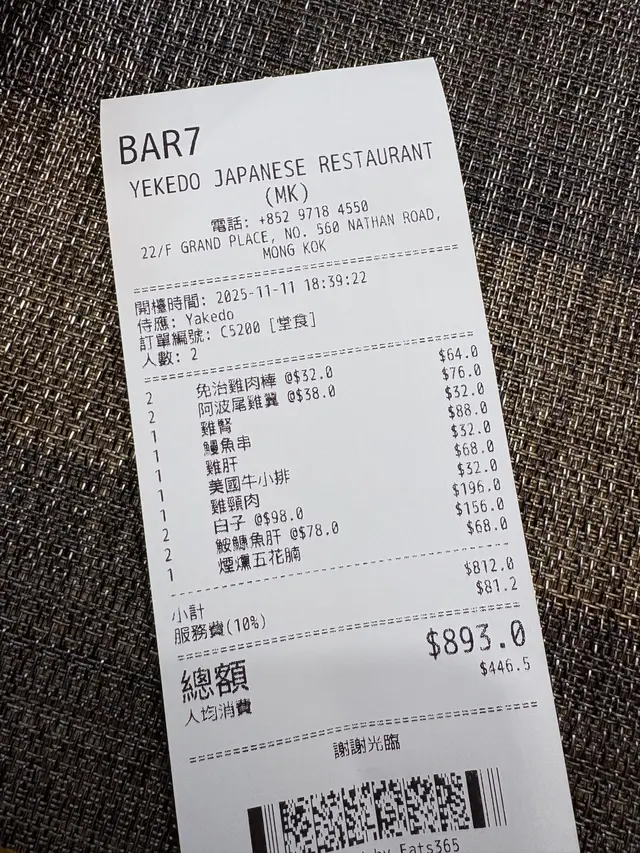 BAR7
YEKEDO JAPANESE RESTAURANT
(MK)
電話: +852 9718 4550
22/F GRAND PLACE, NO. 560 NATHAN ROAD,
MONG KOK
開檯時間: 2025-11-11 18:39:22
侍應: Yakedo
訂單編號: C5200 [堂食]
人數: 2
2 免治雞肉棒 @$32.0 $64.0
2 阿波尾雞翼 @$38.0 $76.0
1 雞腎 $32.0
1 鰻魚串 $88.0
1 雞肝 $32.0
1 美國牛小排 $68.0
1 雞頸肉 $32.0
2 白子 @$98.0 $196.0
2 鮟鱇魚肝 @$78.0 $156.0
1 煙燻五花腩 $68.0
小計 $812.0
服務費(10%) $81.2
總額 $893.0
人均消費 $446.5
謝謝光臨
by Eats365